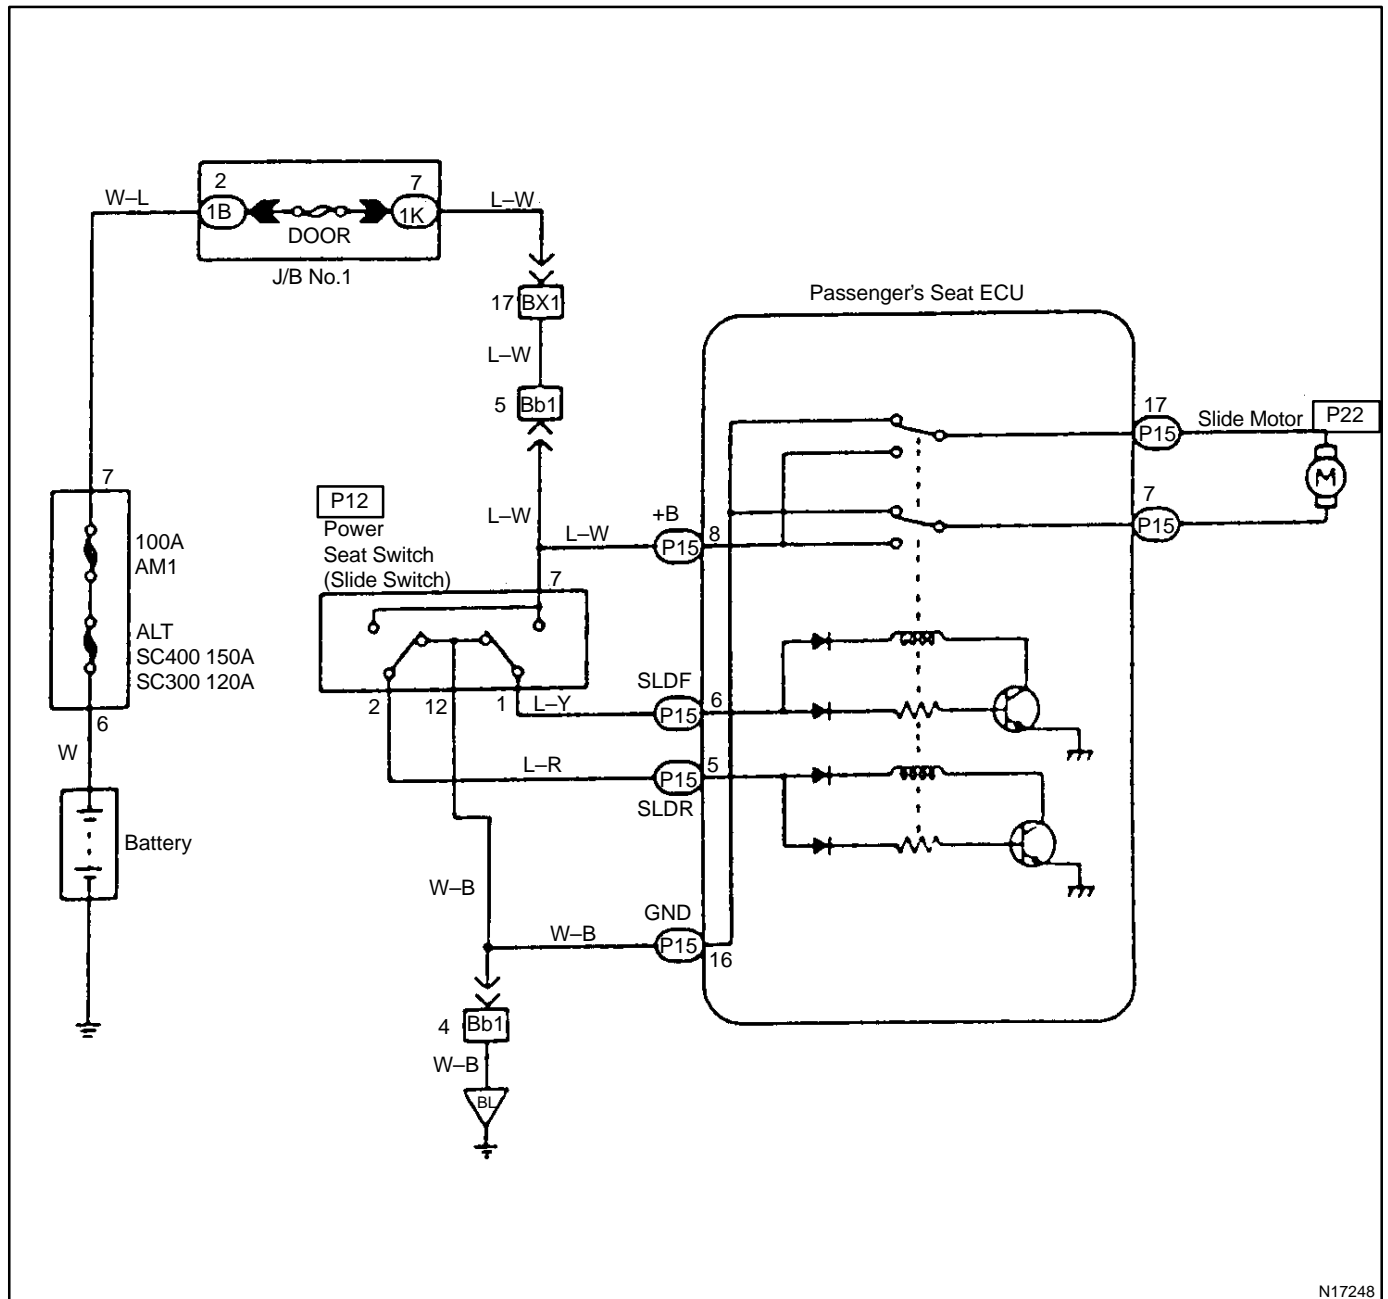 2
7
W–L
1B
1K
L–W
DOOR
J/B No.1
17
BX1
Passenger's Seat ECU
L–W
5
Bb1
17
Slide Motor
P22
P15
M
7
100A
AM1
P12
Power
Seat Switch
(Slide Switch)
L–W
L–W
+B
P15
8
7
P15
7
ALT
SC400 150A
SC300 120A
2
12
1
L–Y
SLDF
P15
6
6
W
L–R
P15
5
SLDR
Battery
W–B
GND
W–B
P15
16
4
Bb1
W–B
BL
N17248